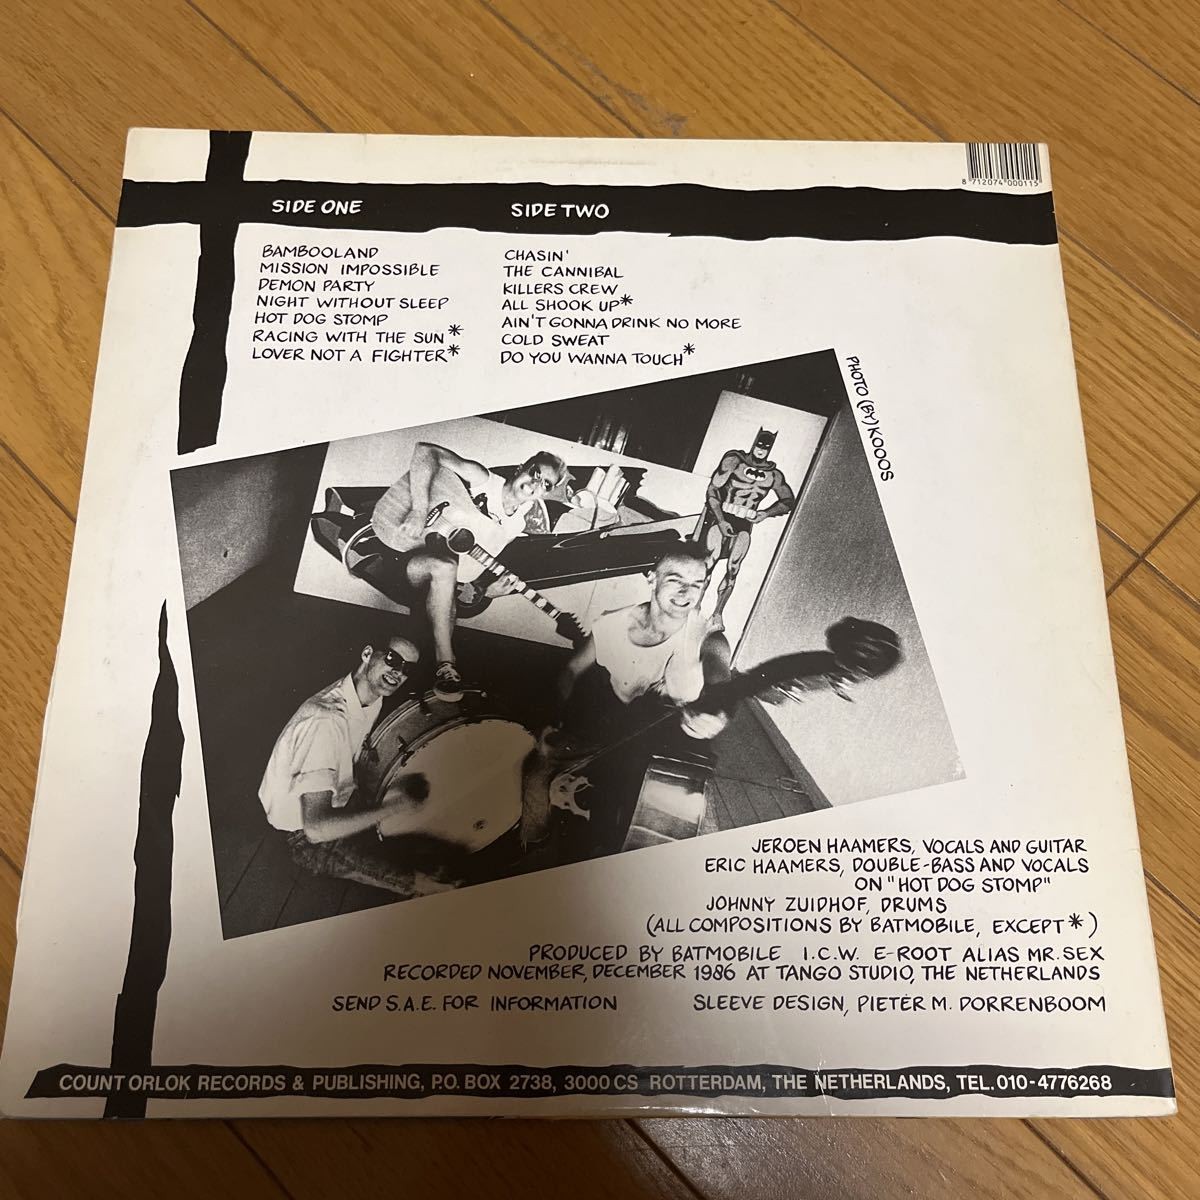 8 712074 000115
SIDE ONE
BAMBOOLAND
MISSION IMPOSSIBLE
DEMON PARTY
NIGHT WITHOUT SLEEP
HOT DOG STOMP
RACING WITH THE SUN*
LOVER NOT A FIGHTER*
SIDE TWO
CHASIN'
THE CANNIBAL
KILLERS CREW
ALL SHOOK UP*
AIN'T GONNA DRINK NO MORE
COLD SWEAT
DO YOU WANNA TOUCH*
PHOTO (BY) KOOOS
JEROEN HAAMERS, VOCALS AND GUITAR
ERIC HAAMERS, DOUBLE-BASS AND VOCALS
ON "HOT DOG STOMP"
JOHNNY ZUIDHOF, DRUMS
(ALL COMPOSITIONS BY BATMOBILE, EXCEPT*)
PRODUCED BY BATMOBILE I.C.W. E-ROOT ALIAS MR. SEX
RECORDED NOVEMBER, DECEMBER 1986 AT TANGO STUDIO, THE NETHERLANDS
SEND S.A.E. FOR INFORMATION SLEEVE DESIGN, PIETER M. DORRENBOOM
COUNT ORLOK RECORDS & PUBLISHING, P.O. BOX 2738, 3000 CS ROTTERDAM, THE NETHERLANDS, TEL. 010-4776268